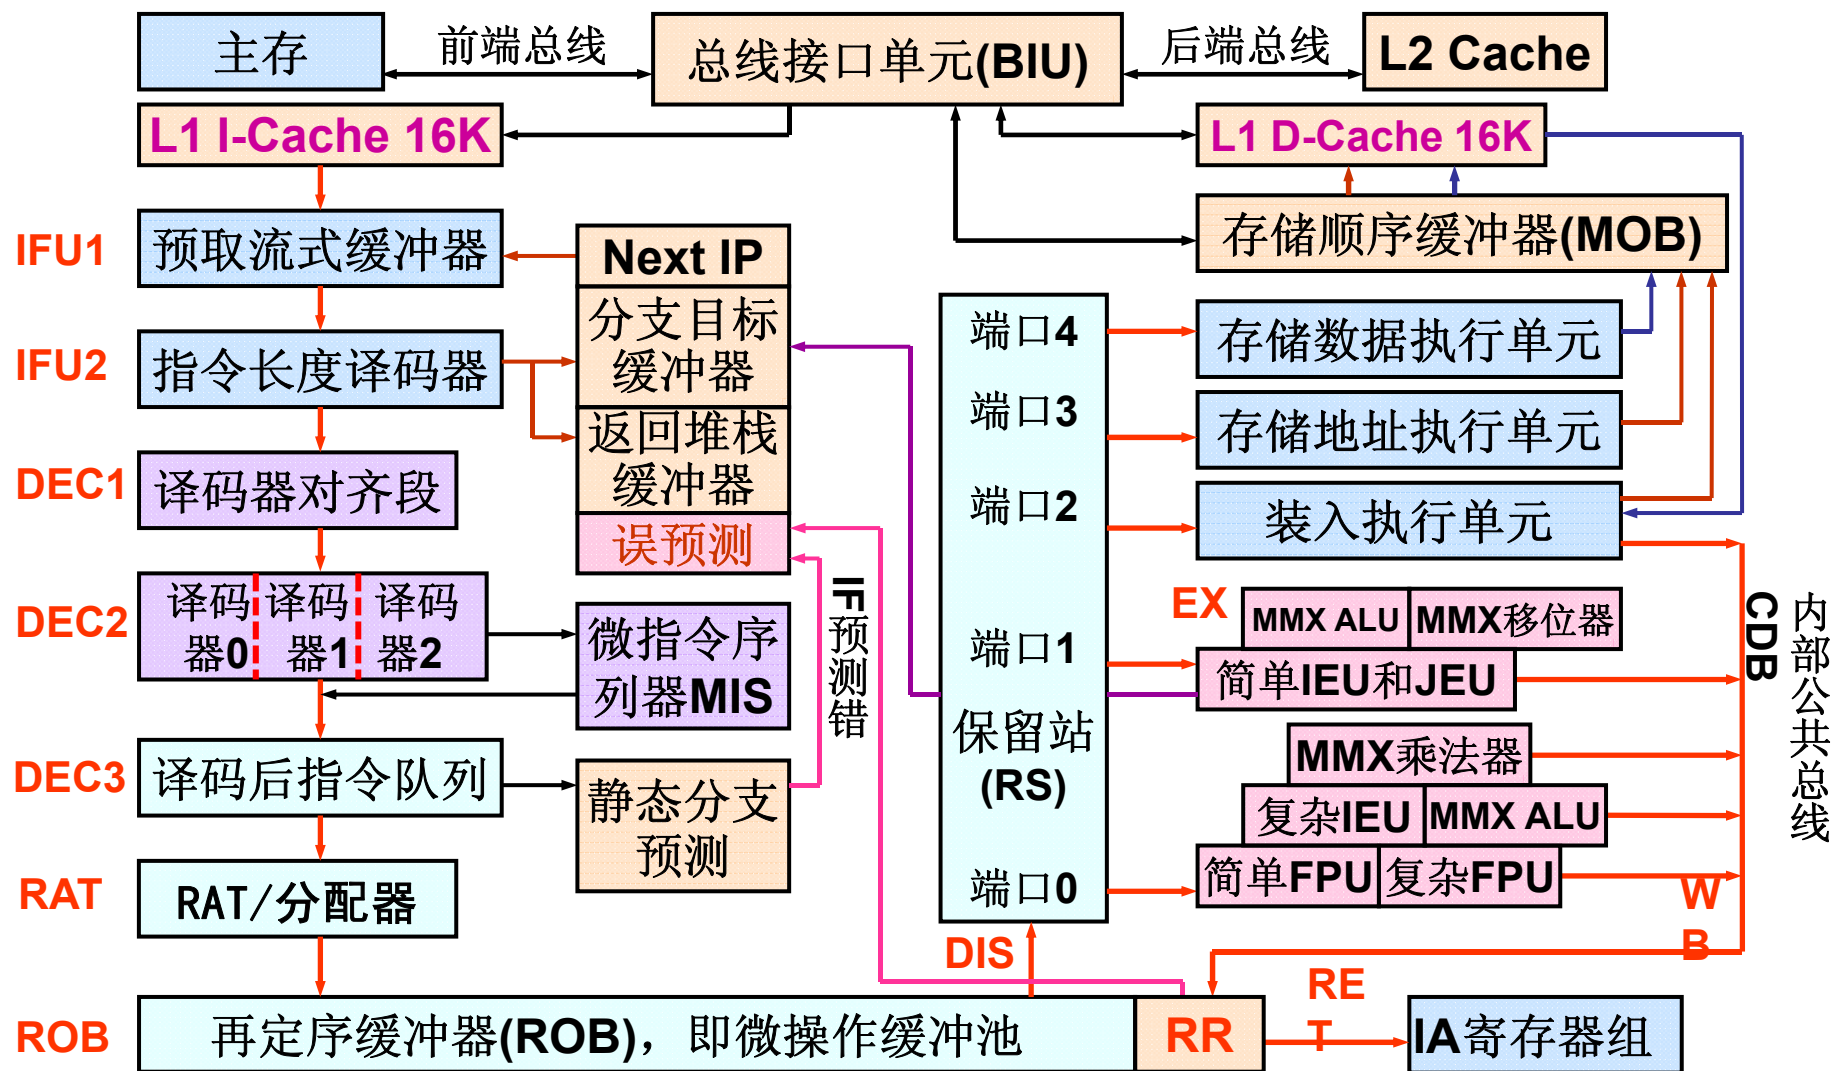 主存
前端总线
总线接口单元(BIU)
后端总线
L2 Cache
L1 I-Cache 16K
L1 D-Cache 16K
IFU1
预取流式缓冲器
Next IP
存储顺序缓冲器(MOB)
IFU2
指令长度译码器
分支目标
缓冲器
返回堆栈
缓冲器
误预测
端口4
存储数据执行单元
端口3
存储地址执行单元
端口2
装入执行单元
DEC1
译码器对齐段
DEC2
译码
器0
译码
器1
译码
器2
微指令序
列器MIS
IF预测错
EX
MMX ALU
MMX移位器
端口1
简单IEU和JEU
CDB
内部公共总线
保留站
(RS)
MMX乘法器
复杂IEU
MMX ALU
端口0
简单FPU
复杂FPU
DEC3
译码后指令队列
静态分支
预测
RAT
RAT/分配器
DIS
W
B
RE
T
ROB
再定序缓冲器(ROB)，即微操作缓冲池
RR
IA寄存器组